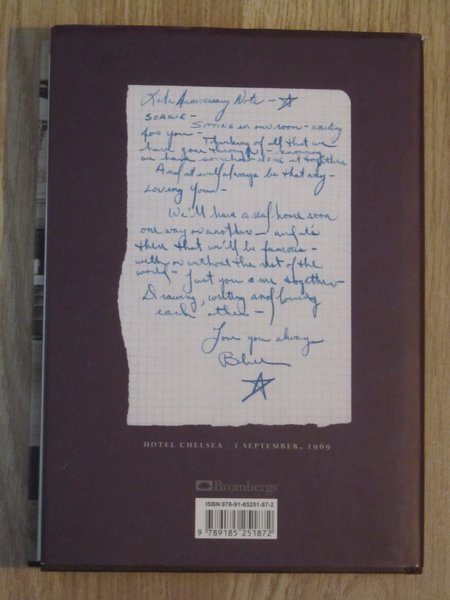 Late Anniversary Note -
SOAKIE -
Sitting in our room - waiting
for you - Thinking of all that we
have gone through - knowing
we have somehow done it together
And it will always be that way -
Loving You -
We'll have a real home soon
one way or another - and it's
there that we'll be famous -
with or without the rest of the
world - Just you & me together -
Drawing, writing and loving
each other -
Love you always
Blue
HOTEL CHELSEA 1 SEPTEMBER, 1969
Brombergs
ISBN 978-91-85251-87-2
9 789185 251872